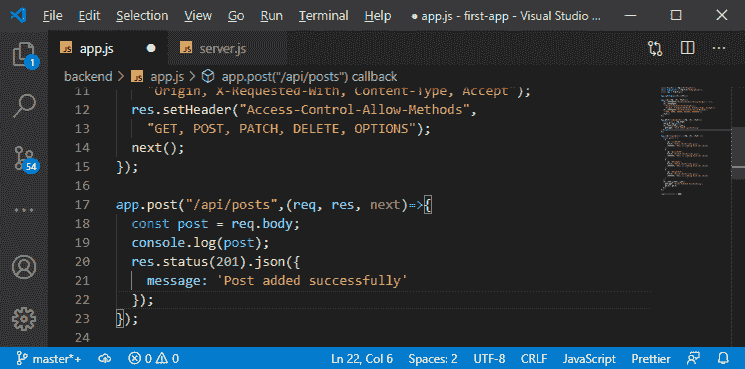 File Edit Selection View Go Run Terminal Help ● app.js - first-app - Visual Studio ...
JS app.js ● JS server.js
backend > JS app.js > app.post("/api/posts") callback
11 "Origin, X-Requested-With, Content-Type, Accept");
12 res.setHeader("Access-Control-Allow-Methods",
13 "GET, POST, PATCH, DELETE, OPTIONS");
14 next();
15 });
16
17 app.post("/api/posts",(req, res, next)=>{
18 const post = req.body;
19 console.log(post);
20 res.status(201).json({
21 message: 'Post added successfully'
22 });
23 });
24
1
54
master*+ 0 0 Ln 22, Col 6 Spaces: 2 UTF-8 CRLF JavaScript Prettier